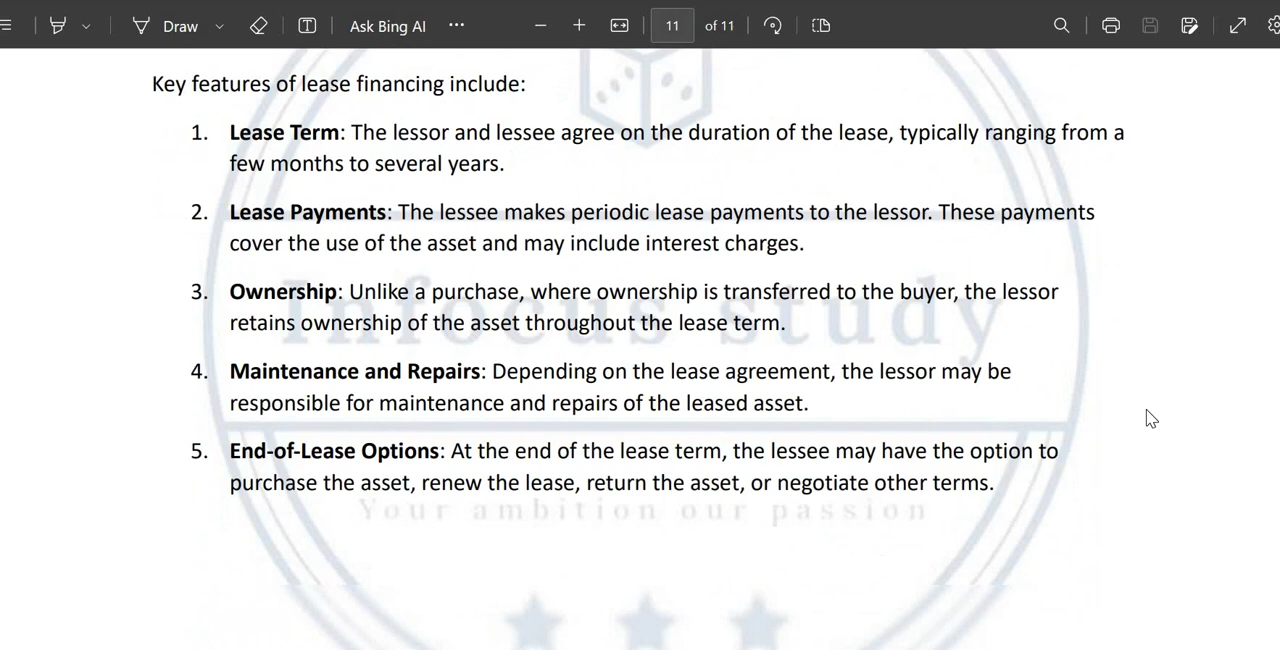 Draw
Ask Bing AI
11 of 11
Key features of lease financing include:
1. Lease Term: The lessor and lessee agree on the duration of the lease, typically ranging from a
few months to several years.
2. Lease Payments: The lessee makes periodic lease payments to the lessor. These payments
cover the use of the asset and may include interest charges.
3. Ownership: Unlike a purchase, where ownership is transferred to the buyer, the lessor
retains ownership of the asset throughout the lease term.
Infocus study
4. Maintenance and Repairs: Depending on the lease agreement, the lessor may be
responsible for maintenance and repairs of the leased asset.
5. End-of-Lease Options: At the end of the lease term, the lessee may have the option to
purchase the asset, renew the lease, return the asset, or negotiate other terms.
Your ambition our passion